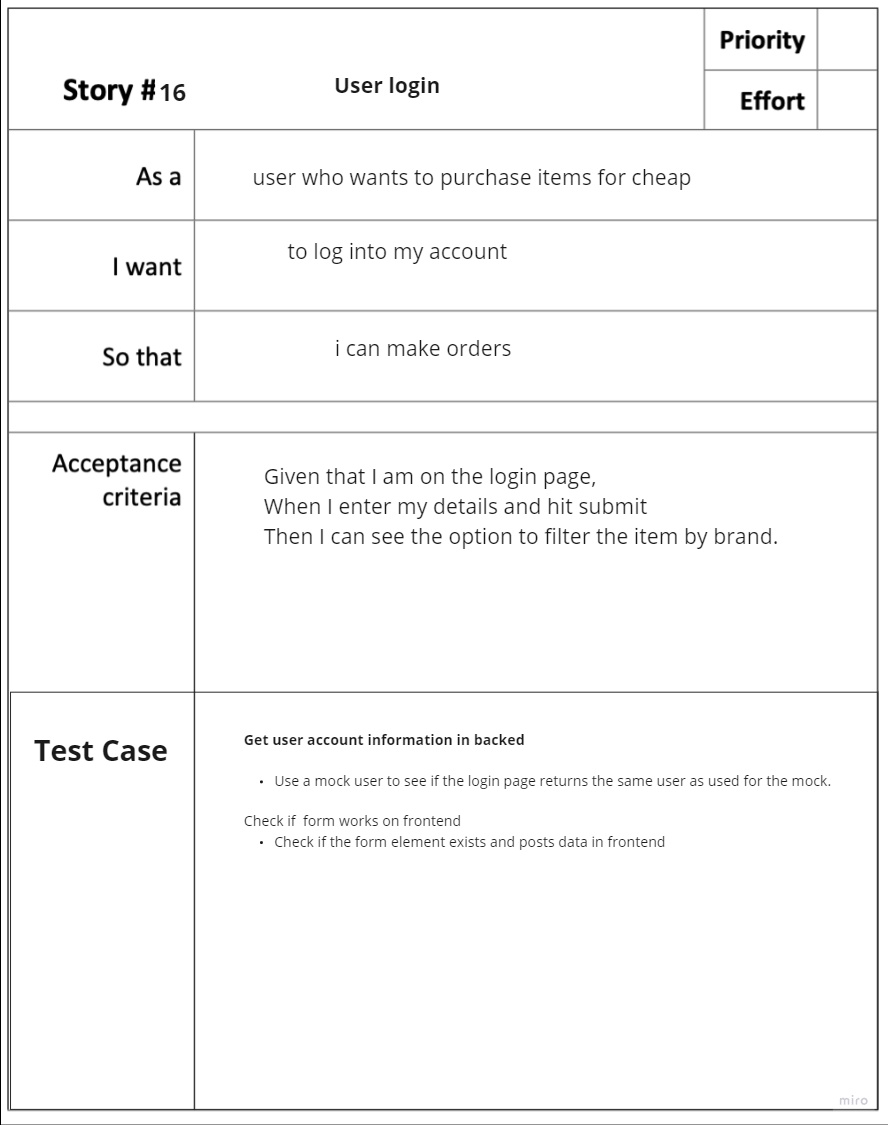 Priority
Story #16 User login
Effort
As a user who wants to purchase items for cheap
I want to log into my account
So that i can make orders
Acceptance criteria
Given that I am on the login page,
When I enter my details and hit submit
Then I can see the option to filter the item by brand.
Test Case
Get user account information in backed
• Use a mock user to see if the login page returns the same user as used for the mock.
Check if form works on frontend
• Check if the form element exists and posts data in frontend
miro